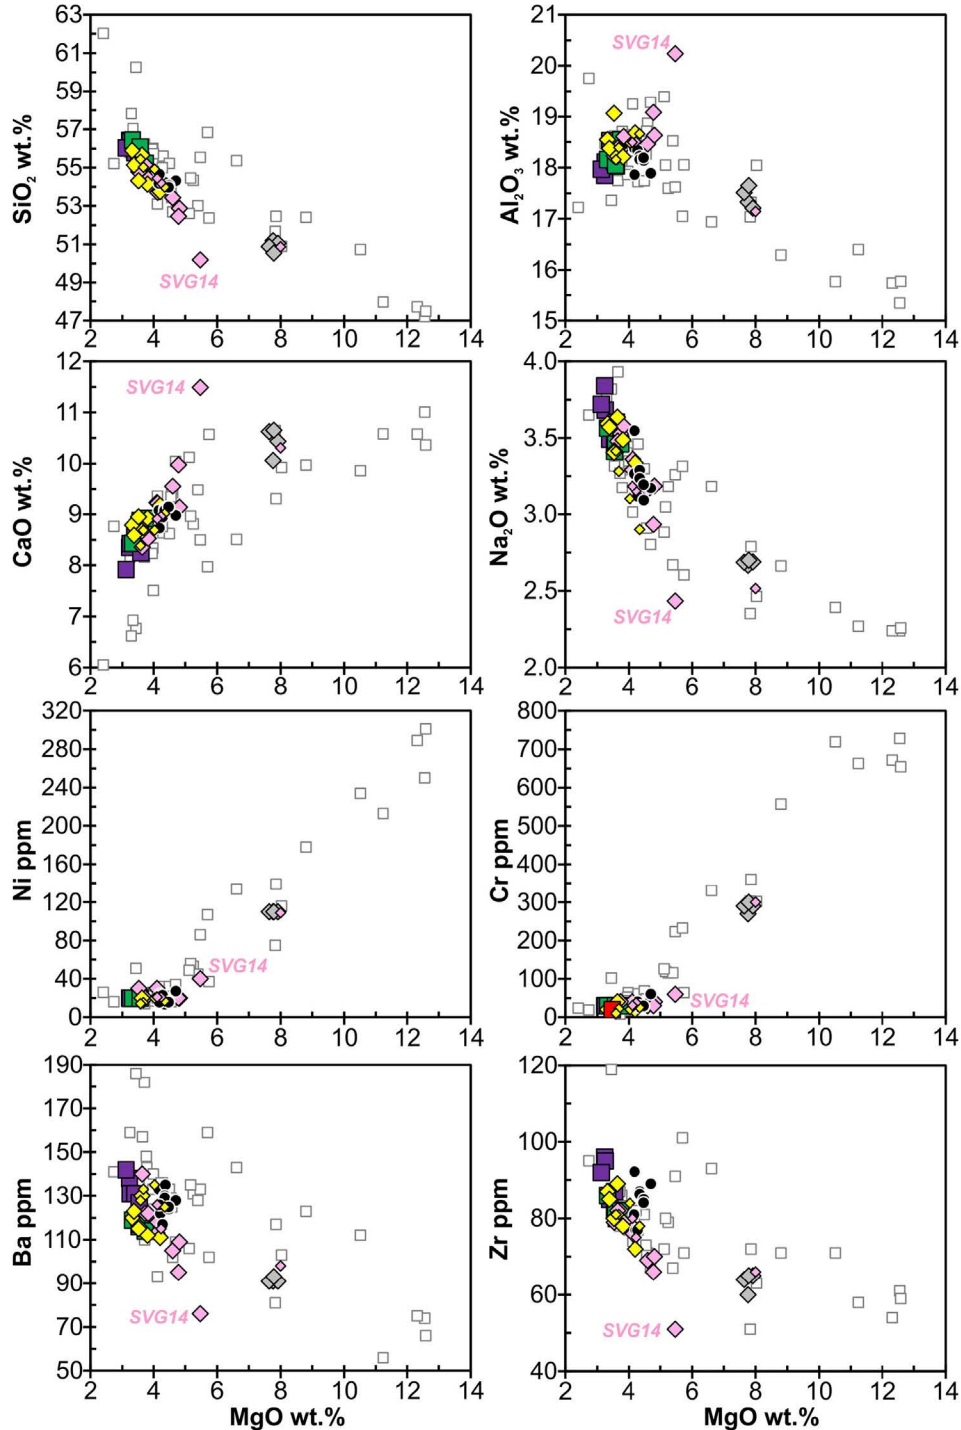 63
61
59
57
55
53
51
49
47
SiO₂ wt.%
SVG14
2 4 6 8 10 12 14
21
20
19
18
17
16
15
Al₂O₃ wt.%
SVG14
2 4 6 8 10 12 14
12
11
10
9
8
7
6
CaO wt.%
SVG14
2 4 6 8 10 12 14
4.0
3.5
3.0
2.5
2.0
Na₂O wt.%
SVG14
2 4 6 8 10 12 14
320
280
240
200
160
120
80
40
0
Ni ppm
SVG14
2 4 6 8 10 12 14
800
700
600
500
400
300
200
100
0
Cr ppm
SVG14
2 4 6 8 10 12 14
190
170
150
130
110
90
70
50
Ba ppm
SVG14
2 4 6 8 10 12 14
MgO wt.%
120
100
80
60
40
Zr ppm
SVG14
2 4 6 8 10 12 14
MgO wt.%